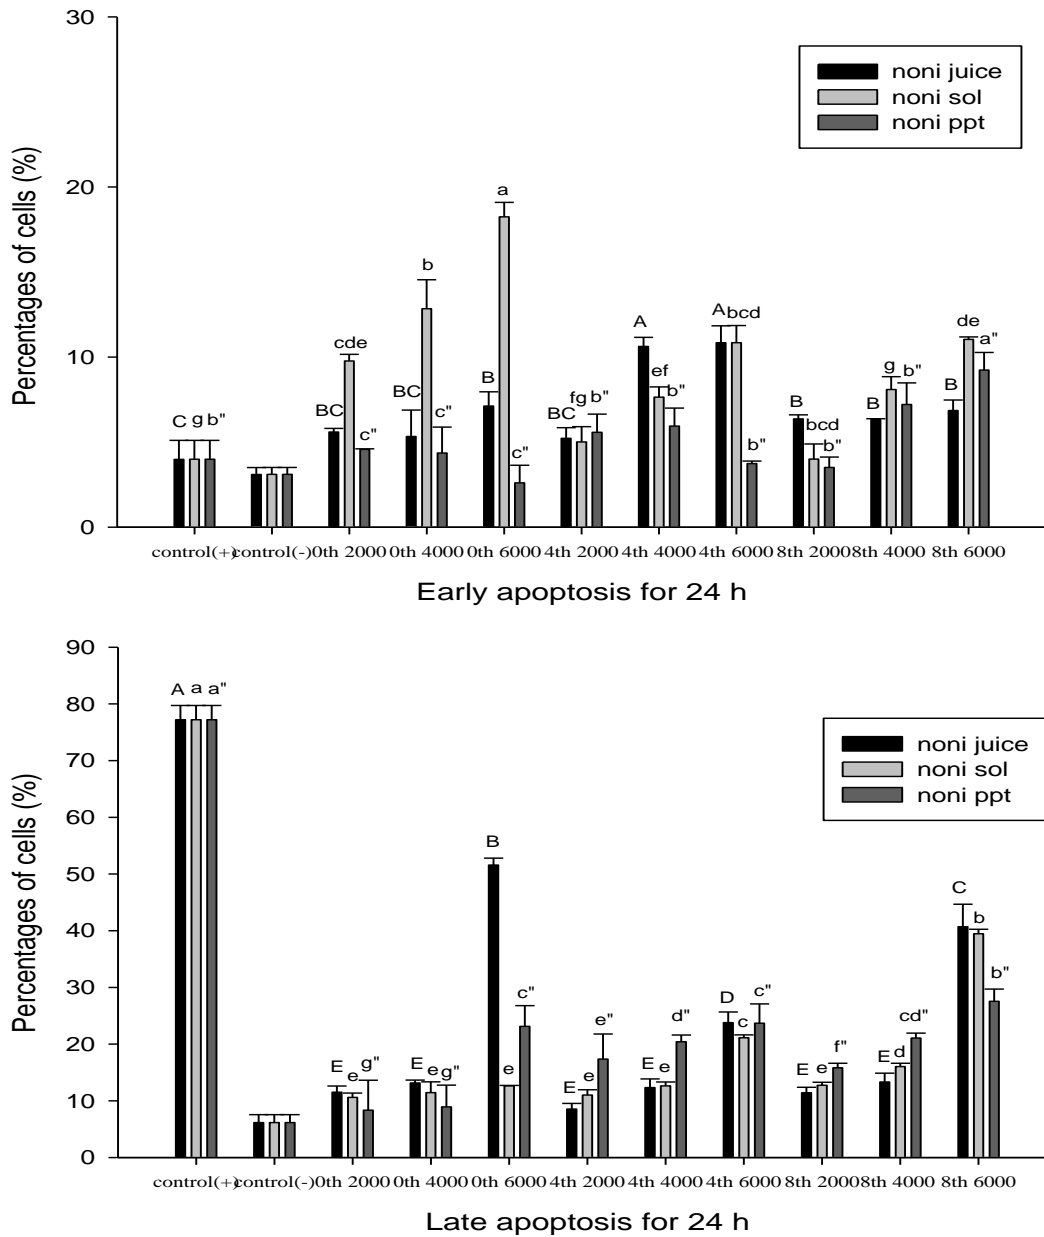 30
noni juice
noni sol
noni ppt
Percentages of cells (%)
20
10
0
a
b
cde
A
A bcd
de
a"
BC
BC
B
ef
g b"
C g b"
c"
c"
c"
BC fg b"
b"
b"
B
bcd
b"
B
B
control(+) control(-) 0th 2000 0th 4000 0th 6000 4th 2000 4th 4000 4th 6000 8th 2000 8th 4000 8th 6000
Early apoptosis for 24 h
90
80
70
60
50
40
30
20
10
0
Percentages of cells (%)
noni juice
noni sol
noni ppt
A a a"
E e g"
E e g"
B e c"
E e e"
E e d"
D c c"
E e f"
E d cd"
C b b"
control(+) control(-) 0th 2000 0th 4000 0th 6000 4th 2000 4th 4000 4th 6000 8th 2000 8th 4000 8th 6000
Late apoptosis for 24 h